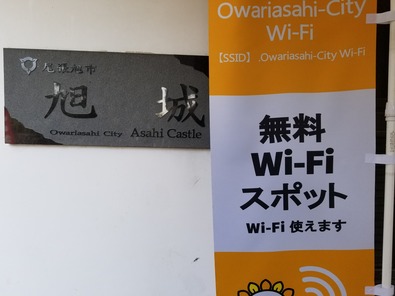 尾張旭市
旭 城
Owariasahi City Asahi Castle
Owariasahi-City
Wi-Fi
【SSID】 .Owariasahi-City Wi-Fi
無料
Wi-Fi
スポット
Wi-Fi 使えます